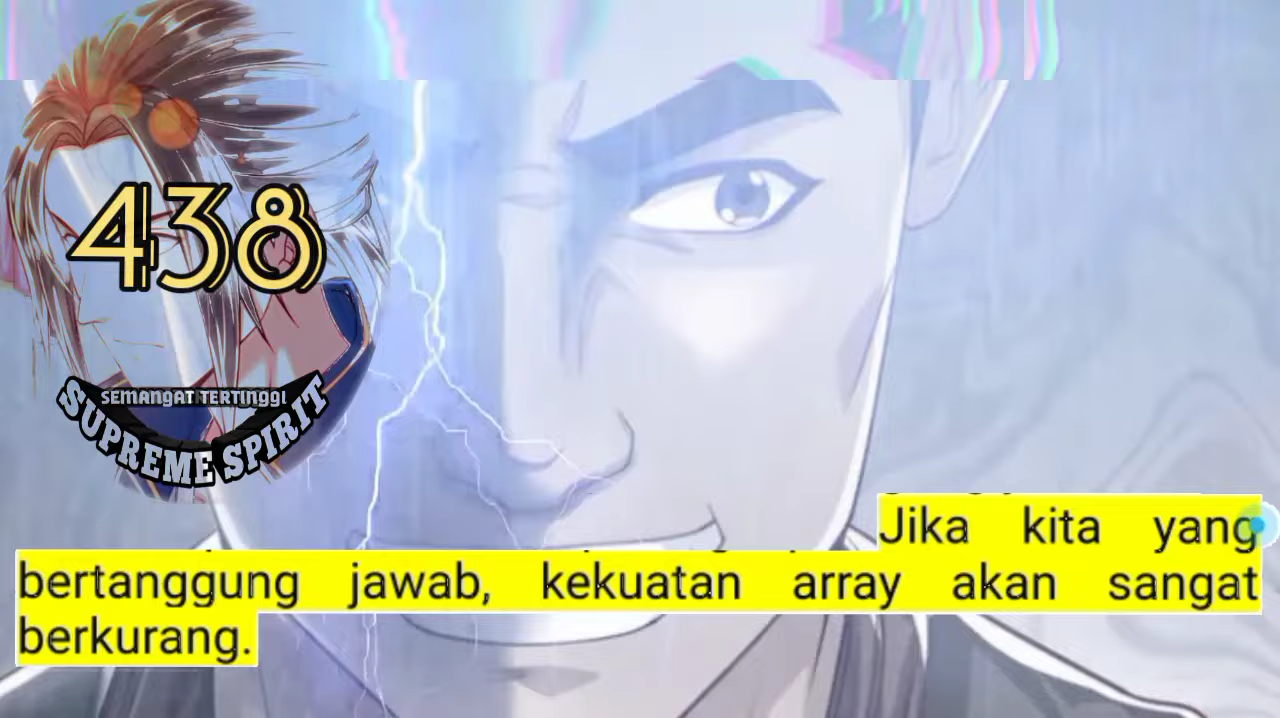 438
SEMANGAT TERTINGGI
SUPREME SPIRIT
Jika kita yang
bertanggung jawab, kekuatan array akan sangat
berkurang.